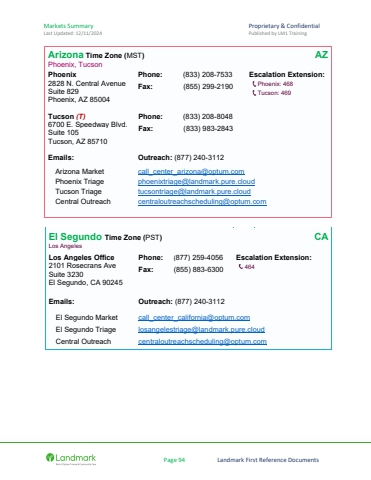 Markets Summary
Proprietary & Confidential
Last Updated: 12/11/2024
Published by LM1 Training
Arizona Time Zone (MST) AZ
Phoenix, Tucson
Phoenix Phone: (833) 208-7533 Escalation Extension:
2828 N. Central Avenue Fax: (855) 299-2190 Phoenix: 468
Suite 829 Tucson: 469
Phoenix, AZ 85004
Tucson (T) Phone: (833) 208-8048
6700 E. Speedway Blvd. Fax: (833) 983-2843
Suite 105
Tucson, AZ 85710
Emails: Outreach: (877) 240-3112
Arizona Market call_center_arizona@optum.com
Phoenix Triage phoenixtriage@landmark.pure.cloud
Tucson Triage tucsontriage@landmark.pure.cloud
Central Outreach centraloutreachscheduling@optum.com
El Segundo Time Zone (PST) CA
Los Angeles
Los Angeles Office Phone: (877) 259-4056 Escalation Extension:
2101 Rosecrans Ave Fax: (855) 883-6300 464
Suite 3230
El Segundo, CA 90245
Emails: Outreach: (877) 240-3112
El Segundo Market call_center_california@optum.com
El Segundo Triage losangelestriage@landmark.pure.cloud
Central Outreach centraloutreachscheduling@optum.com
Landmark
Page 94
Landmark First Reference Documents